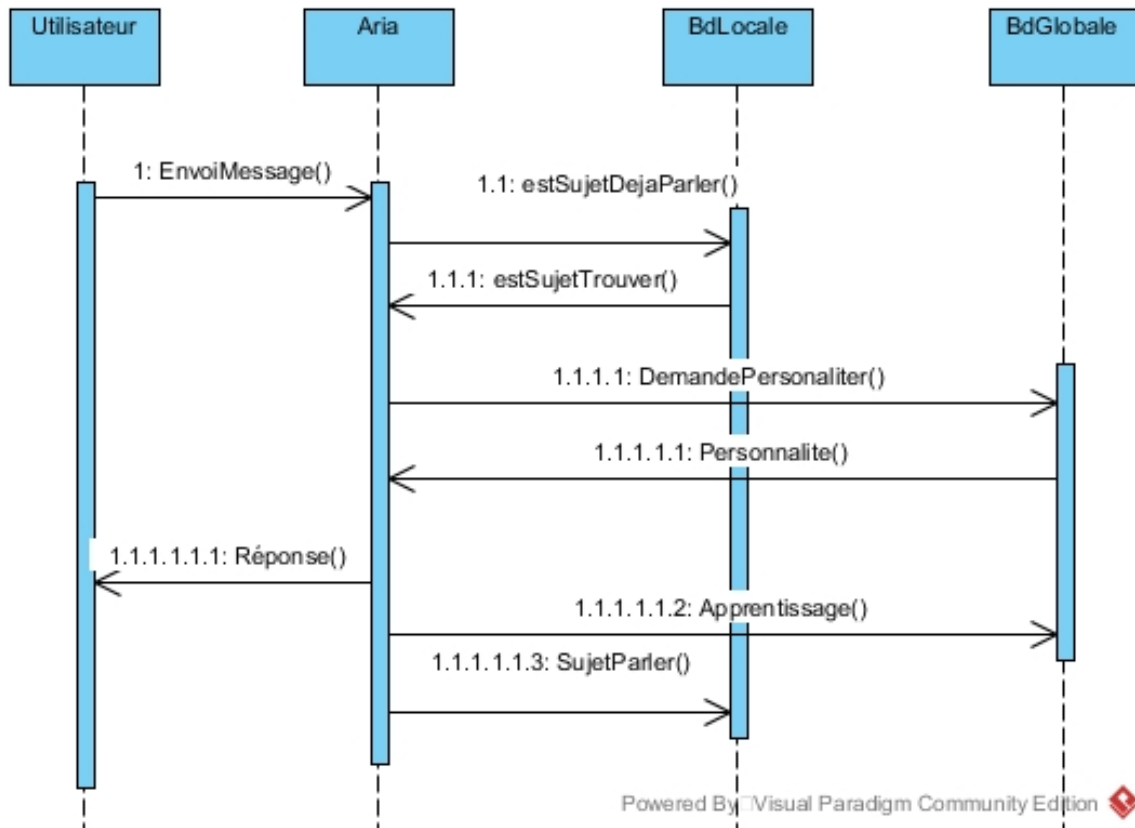 Utilisateur
Aria
BdLocale
BdGlobale
1: EnvoiMessage()
1.1: estSujetDejaParler()
1.1.1: estSujetTrouver()
1.1.1.1: DemandePersonaliter()
1.1.1.1.1: Personnalite()
1.1.1.1.1.1: Réponse()
1.1.1.1.1.2: Apprentissage()
1.1.1.1.1.3: SujetParler()
Powered By Visual Paradigm Community Edition